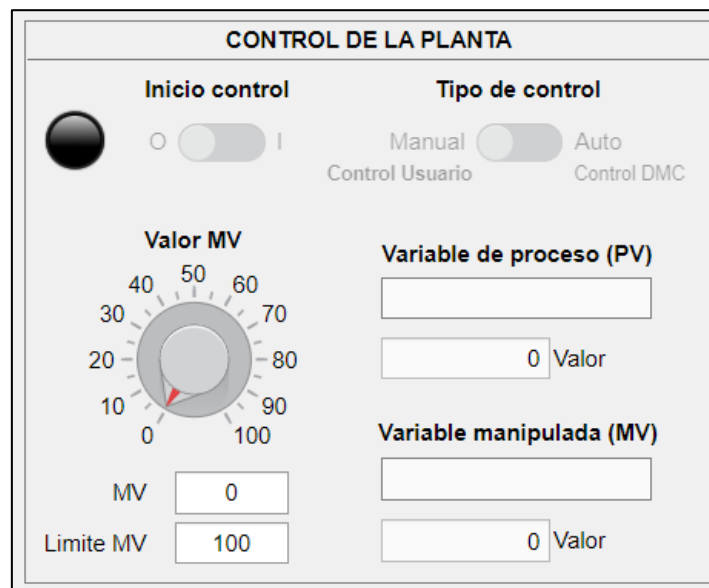 CONTROL DE LA PLANTA
Inicio control
O I
Tipo de control
Manual Auto
Control Usuario Control DMC
Valor MV
0 10 20 30 40 50 60 70 80 90 100
MV 0
Limite MV 100
Variable de proceso (PV)
0 Valor
Variable manipulada (MV)
0 Valor